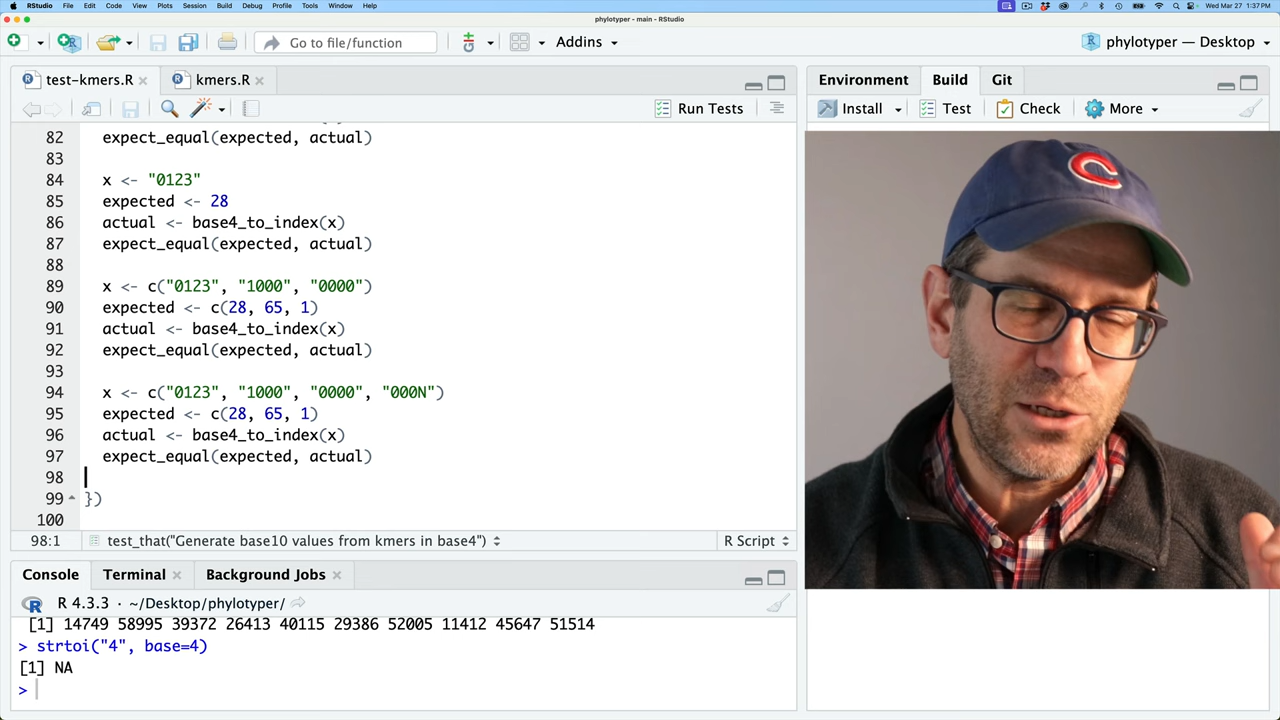 RStudio File Edit Code View Plots Session Build Debug Profile Tools Window Help Wed Mar 27 1:37 PM
phylotyper - main - RStudio
Go to file/function Addins phylotyper — Desktop
test-kmers.R kmers.R Environment Build Git
Run Tests Install Test Check More
82 expect_equal(expected, actual)
83
84 x <- "0123"
85 expected <- 28
86 actual <- base4_to_index(x)
87 expect_equal(expected, actual)
88
89 x <- c("0123", "1000", "0000")
90 expected <- c(28, 65, 1)
91 actual <- base4_to_index(x)
92 expect_equal(expected, actual)
93
94 x <- c("0123", "1000", "0000", "000N")
95 expected <- c(28, 65, 1)
96 actual <- base4_to_index(x)
97 expect_equal(expected, actual)
98
99 })
100
98:1 test_that("Generate base10 values from kmers in base4") R Script
Console Terminal Background Jobs
R 4.3.3 · ~/Desktop/phylotyper/
[1] 14749 58995 39372 26413 40115 29386 52005 11412 45647 51514
> strtoi("4", base=4)
[1] NA
>
C